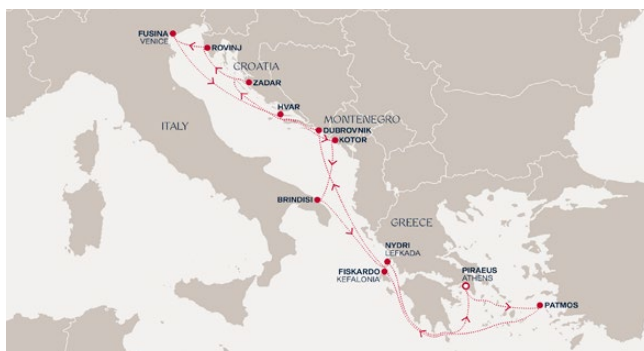 FUSINA
VENICE
ROVINJ
CROATIA
ZADAR
HVAR
MONTENEGRO
DUBROVNIK
KOTOR
ITALY
BRINDISI
GREECE
NYDRI
LEFKADA
FISKARDO
KEFALONIA
PIRAEUS
ATHENS
PATMOS